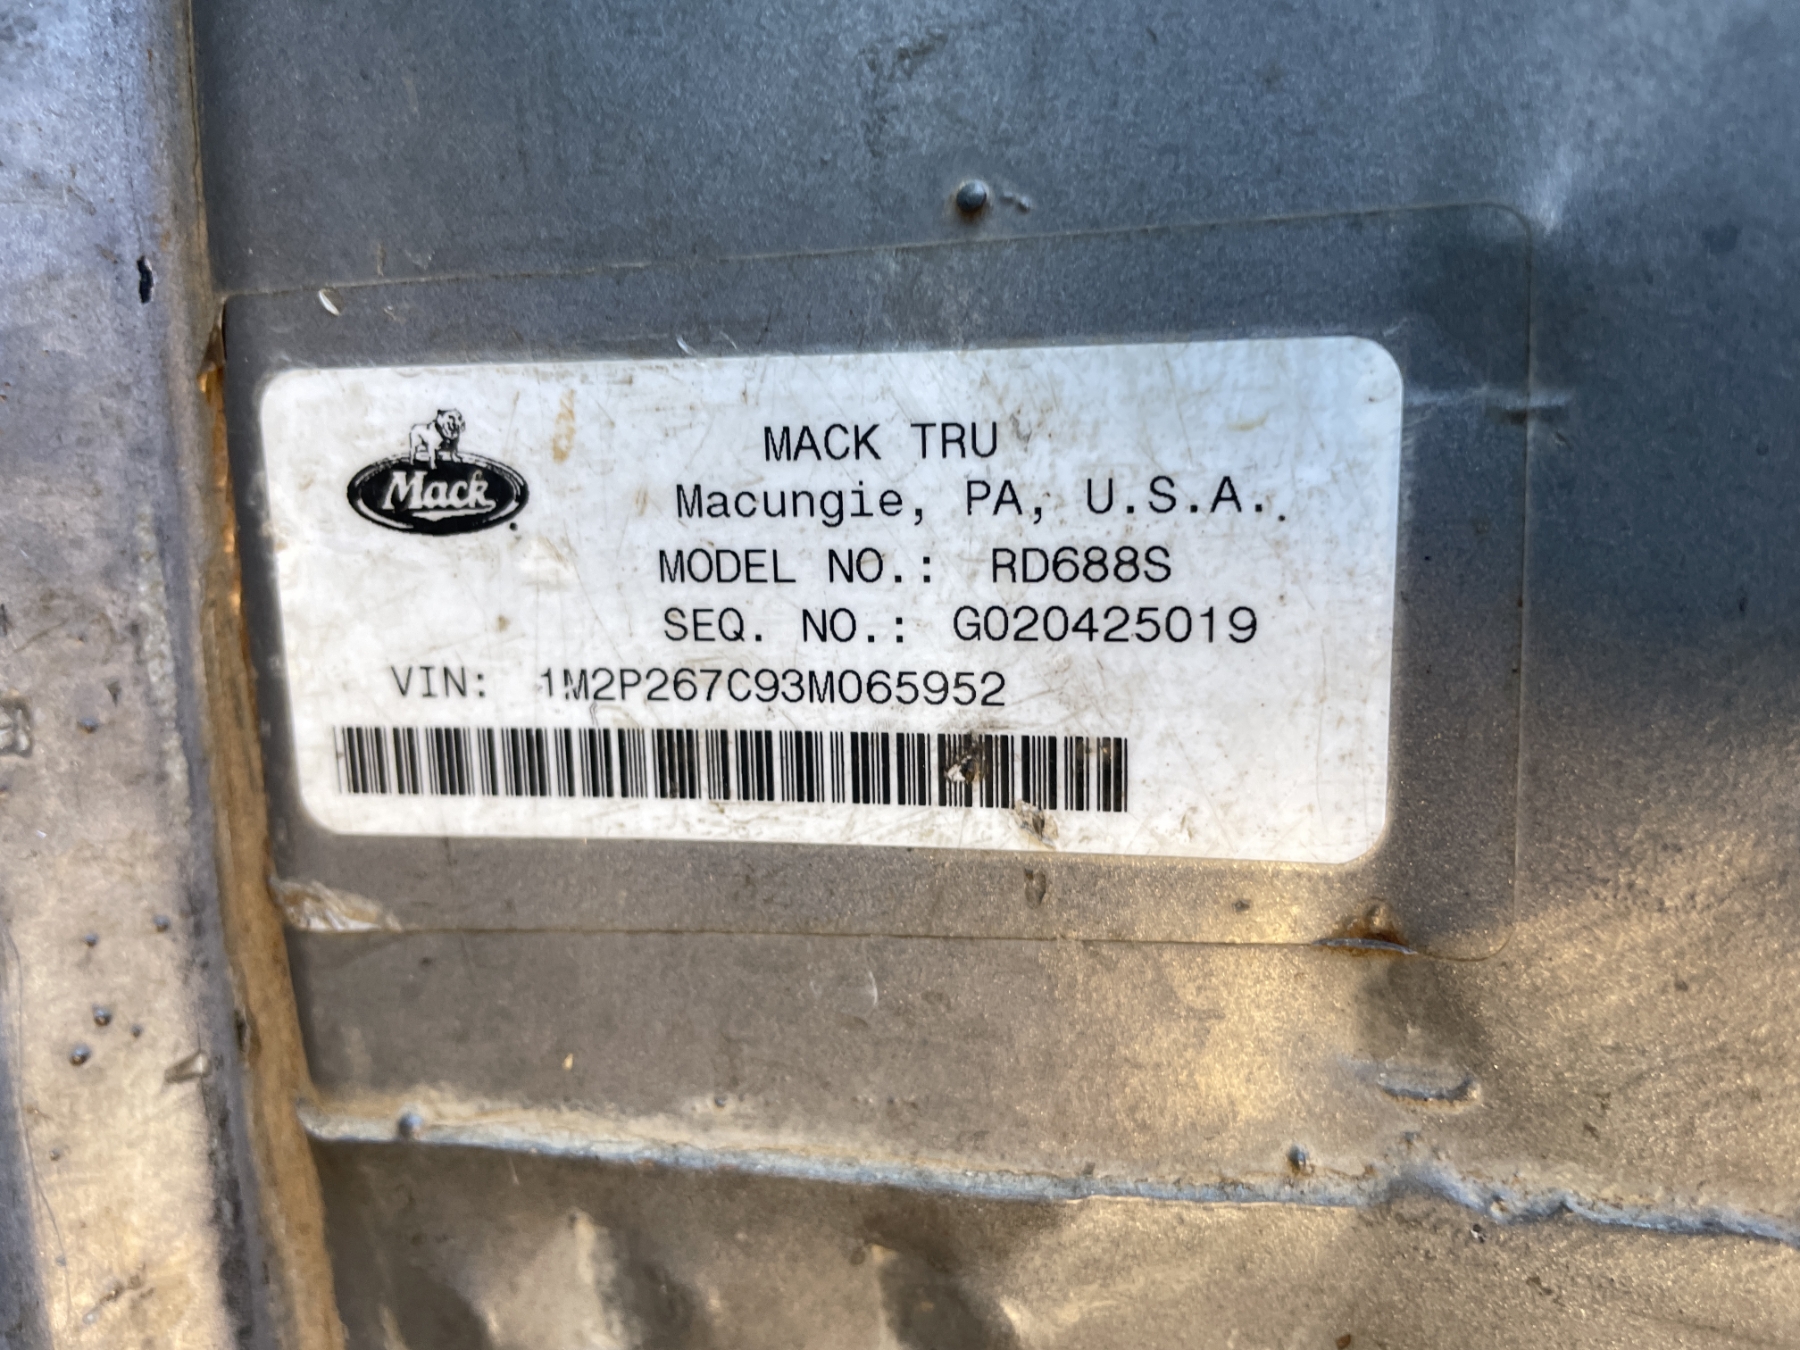 Mack
MACK TRU
Macungie, PA, U.S.A.
MODEL NO.: RD688S
SEQ. NO.: G020425019
VIN: 1M2P267C93M065952